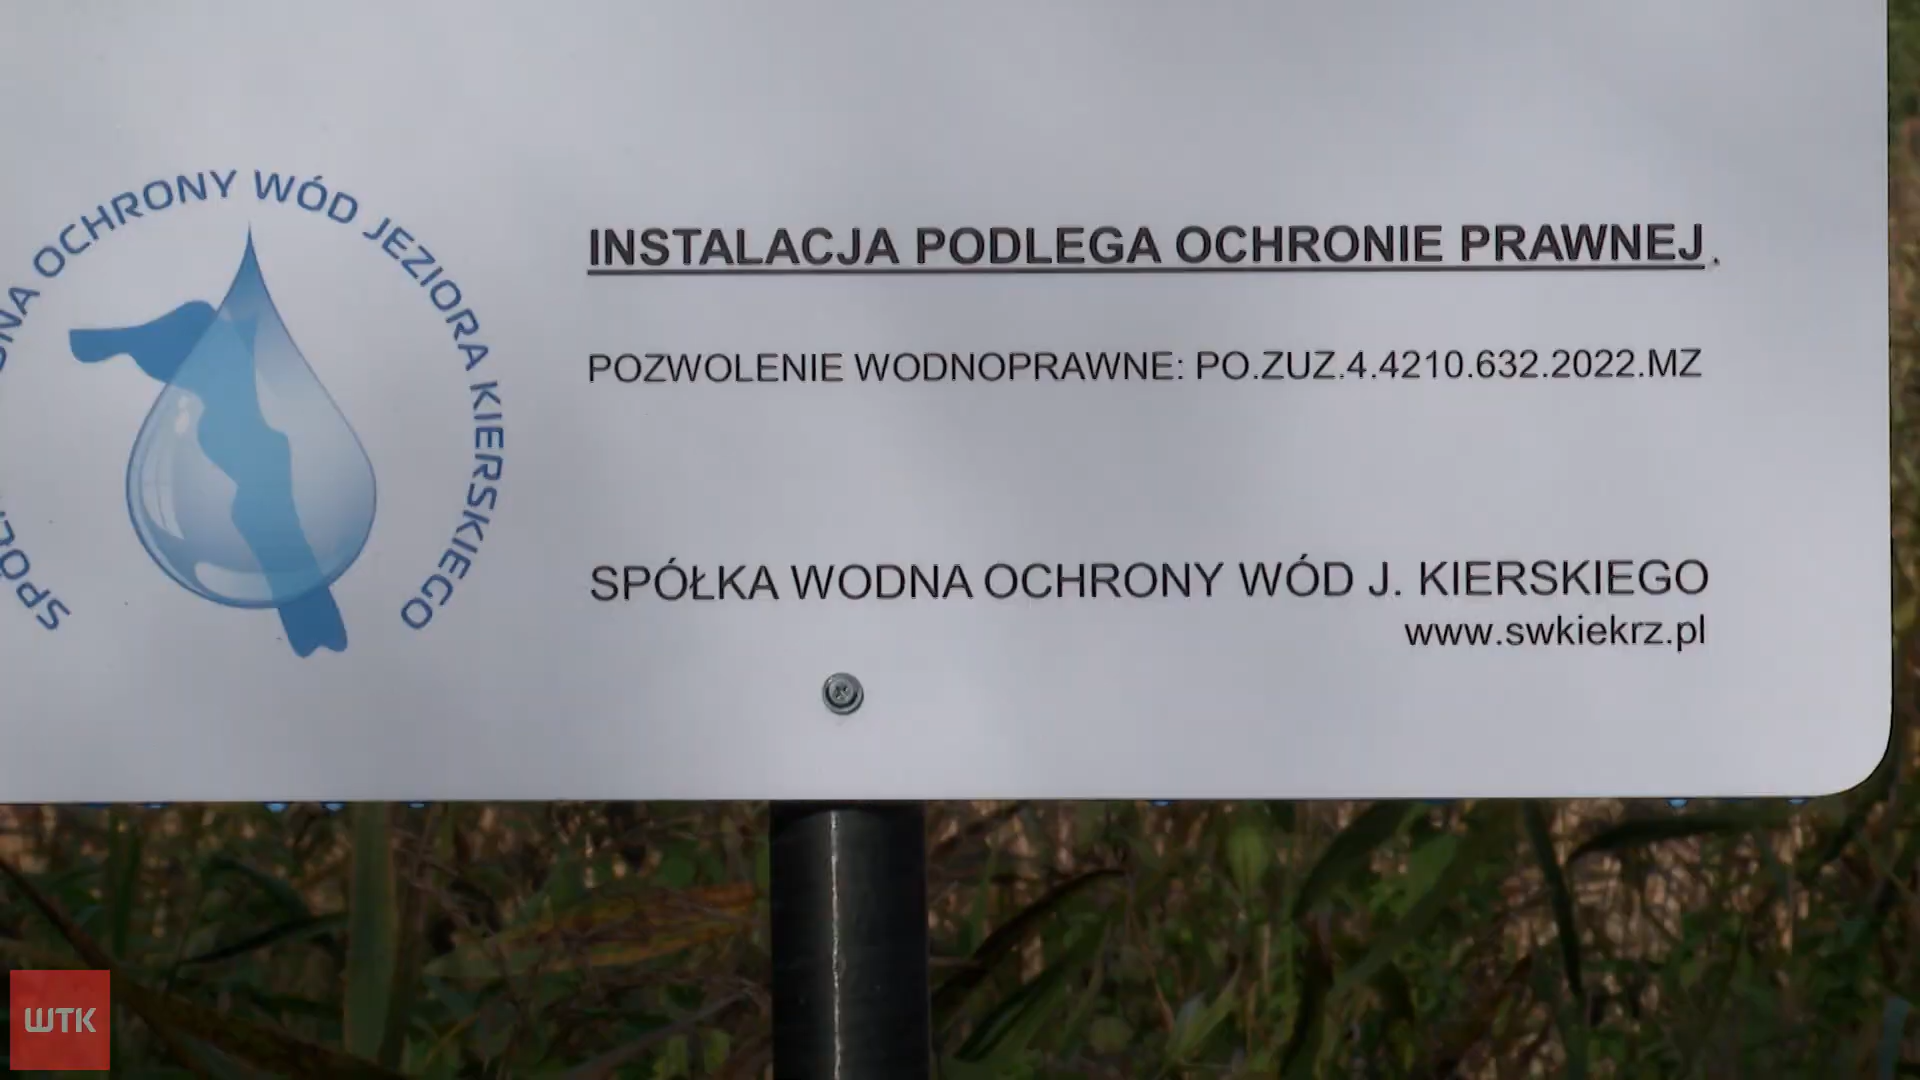 SPÓŁKA WODNA OCHRONY WÓD JEZIORA KIERSKIEGO
INSTALACJA PODLEGA OCHRONIE PRAWNEJ.
POZWOLENIE WODNOPRAWNE: PO.ZUZ.4.4210.632.2022.MZ
SPÓŁKA WODNA OCHRONY WÓD J. KIERSKIEGO
www.swkiekrz.pl
WTK